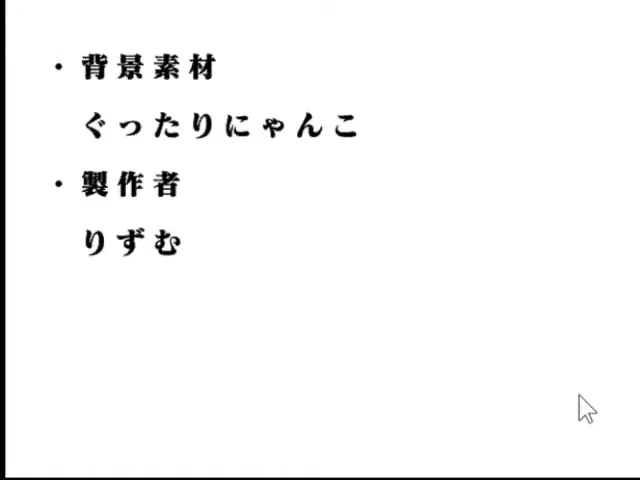 ・背景素材
ぐったりにゃんこ
・製作者
りずむ